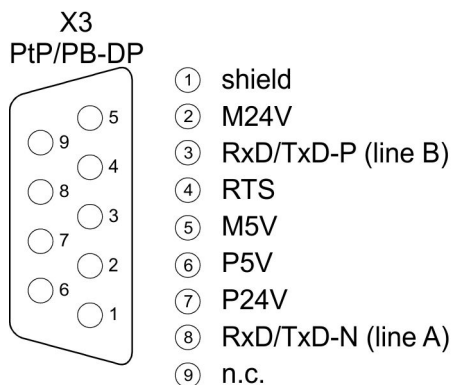 X3
PtP/PB-DP
5
9
4
8
3
7
2
6
1
① shield
② M24V
③ RxD/TxD-P (line B)
④ RTS
⑤ M5V
⑥ P5V
⑦ P24V
⑧ RxD/TxD-N (line A)
⑨ n.c.